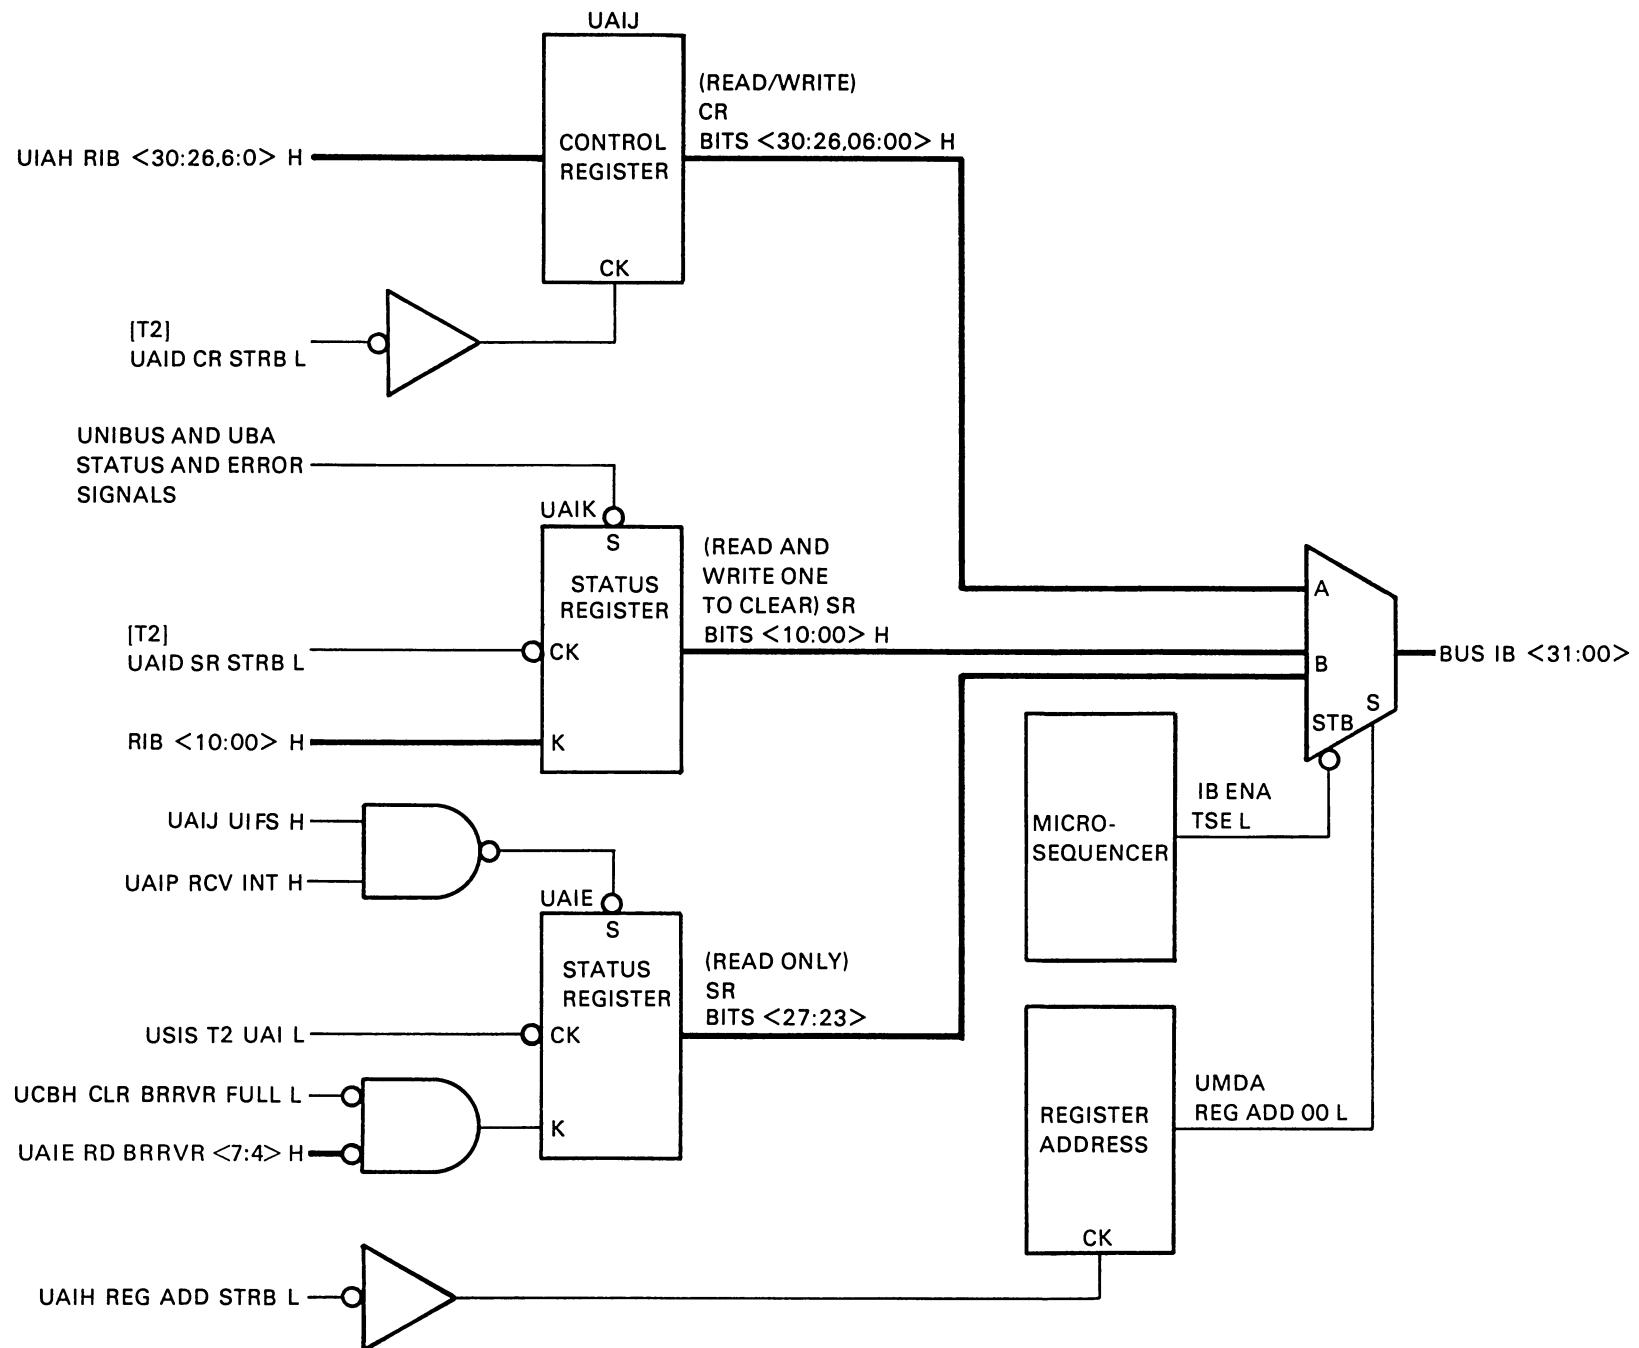 UAIJ
(READ/WRITE)
CR
BITS <30:26,06:00> H
UIAH RIB <30:26,6:0> H
CONTROL
REGISTER
CK
[T2]
UAID CR STRB L
UNIBUS AND UBA
STATUS AND ERROR
SIGNALS
UAIK
S
STATUS
REGISTER
CK
K
(READ AND
WRITE ONE
TO CLEAR) SR
BITS <10:00> H
[T2]
UAID SR STRB L
RIB <10:00> H
A
B
S
STB
BUS IB <31:00>
MICRO-
SEQUENCER
IB ENA
TSE L
UAIJ UIFS H
UAIP RCV INT H
UAIE
S
STATUS
REGISTER
CK
K
(READ ONLY)
SR
BITS <27:23>
USIS T2 UAI L
UCBH CLR BRRVR FULL L
UAIE RD BRRVR <7:4> H
REGISTER
ADDRESS
CK
UMDA
REG ADD 00 L
UAIH REG ADD STRB L